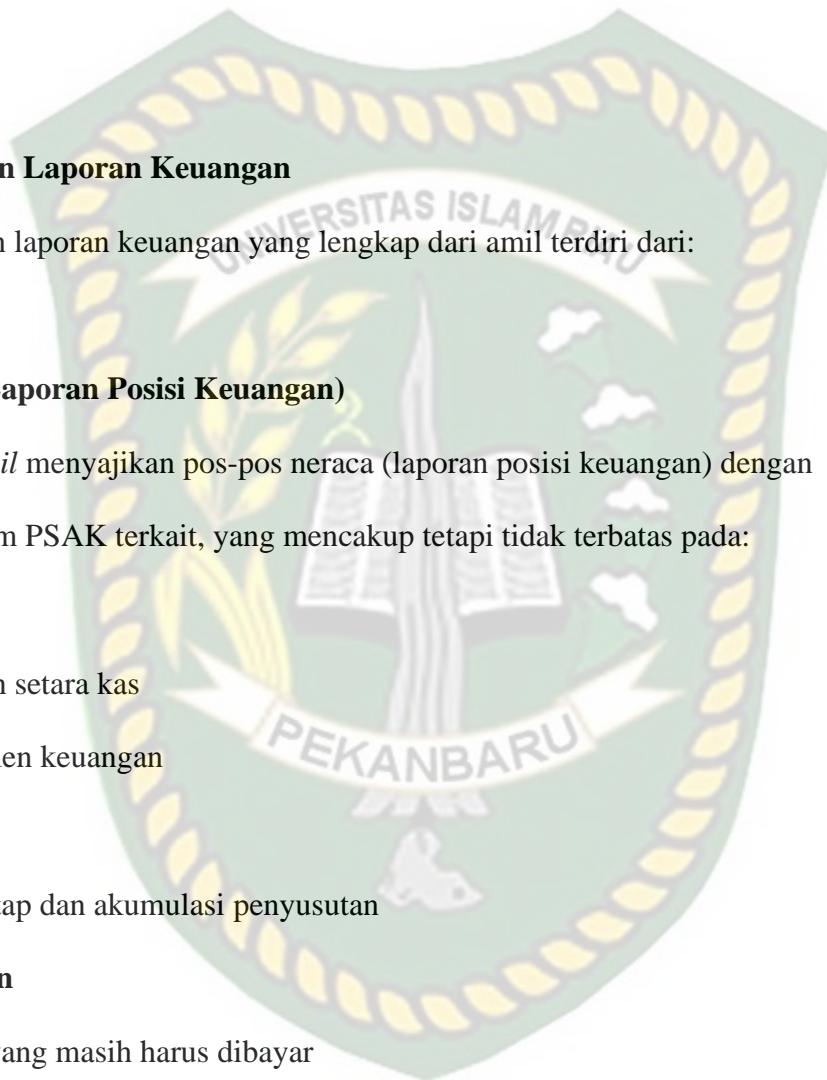 n Laporan Keuangan
UNIVERSITAS ISLAM RIAU
n laporan keuangan yang lengkap dari amil terdiri dari:
aporan Posisi Keuangan)
il menyajikan pos-pos neraca (laporan posisi keuangan) dengan
m PSAK terkait, yang mencakup tetapi tidak terbatas pada:
n setara kas
PEKANBARU
en keuangan
tap dan akumulasi penyusutan
n
yang masih harus dibayar